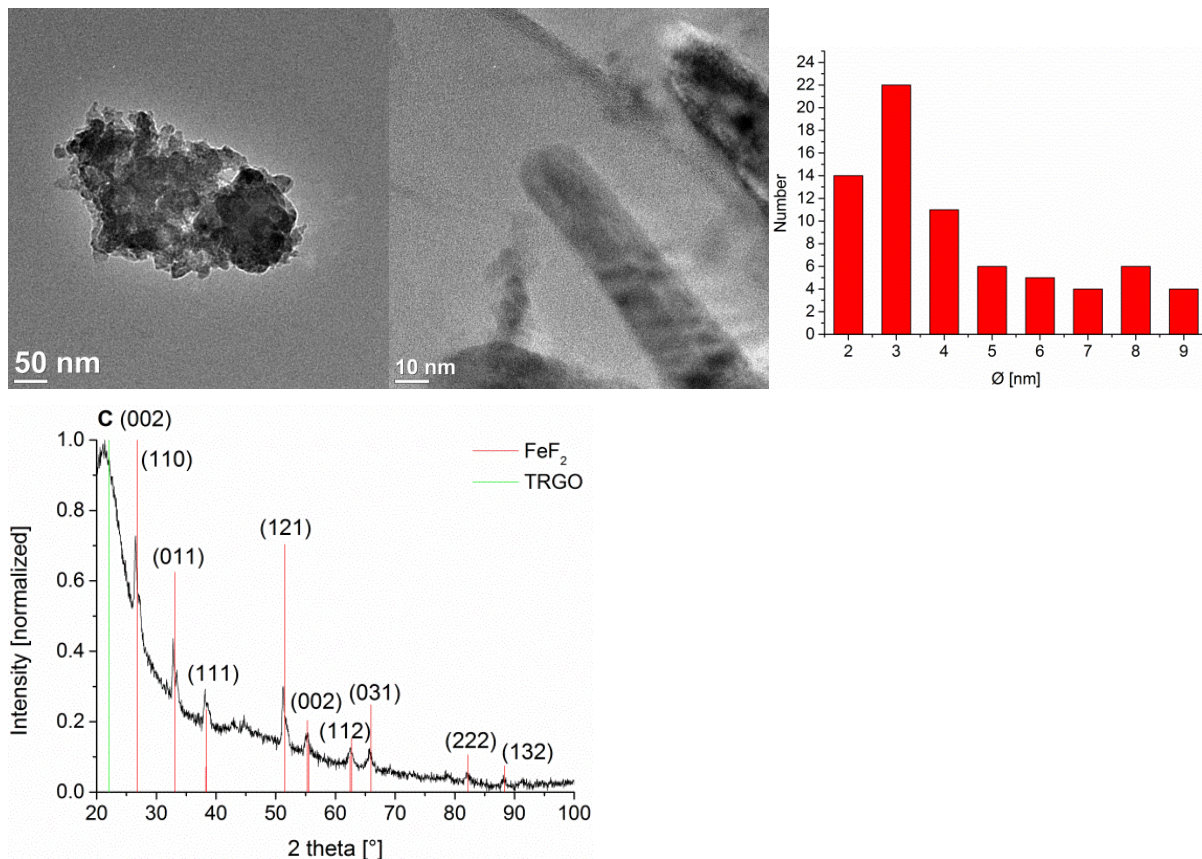 50 nm
10 nm
Number
24
22
20
18
16
14
12
10
8
6
4
2
0
2 3 4 5 6 7 8 9
Ø [nm]
C (002)
(110)
(011)
(111)
(121)
(002)
(112)
(031)
(222)
(132)
FeF₂
TRGO
Intensity [normalized]
1.0
0.8
0.6
0.4
0.2
0.0
20 30 40 50 60 70 80 90 100
2 theta [°]